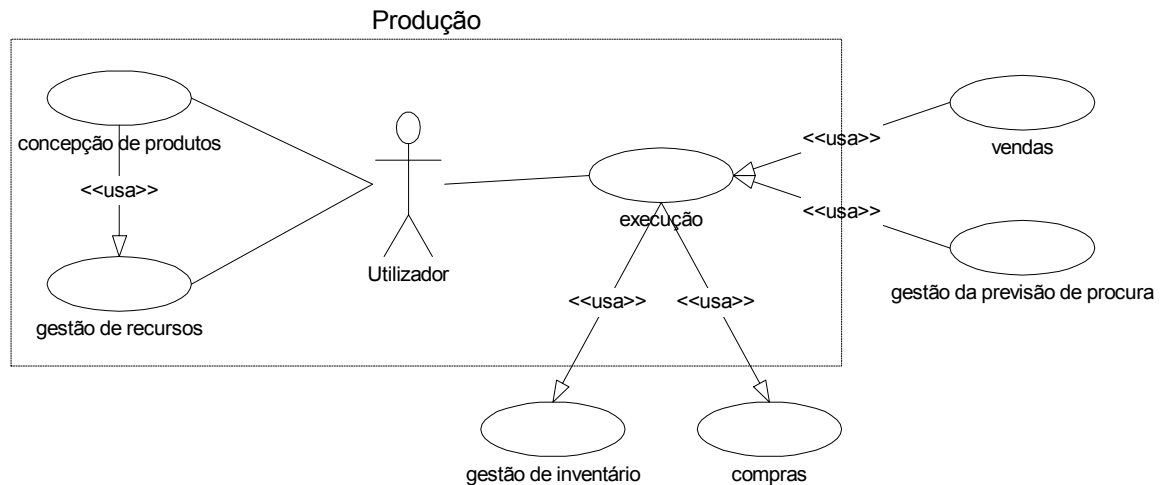 Produção
concepção de produtos
<<usa>>
gestão de recursos
Utilizador
execução
<<usa>>
<<usa>>
vendas
<<usa>>
gestão da previsão de procura
<<usa>>
<<usa>>
gestão de inventário
compras